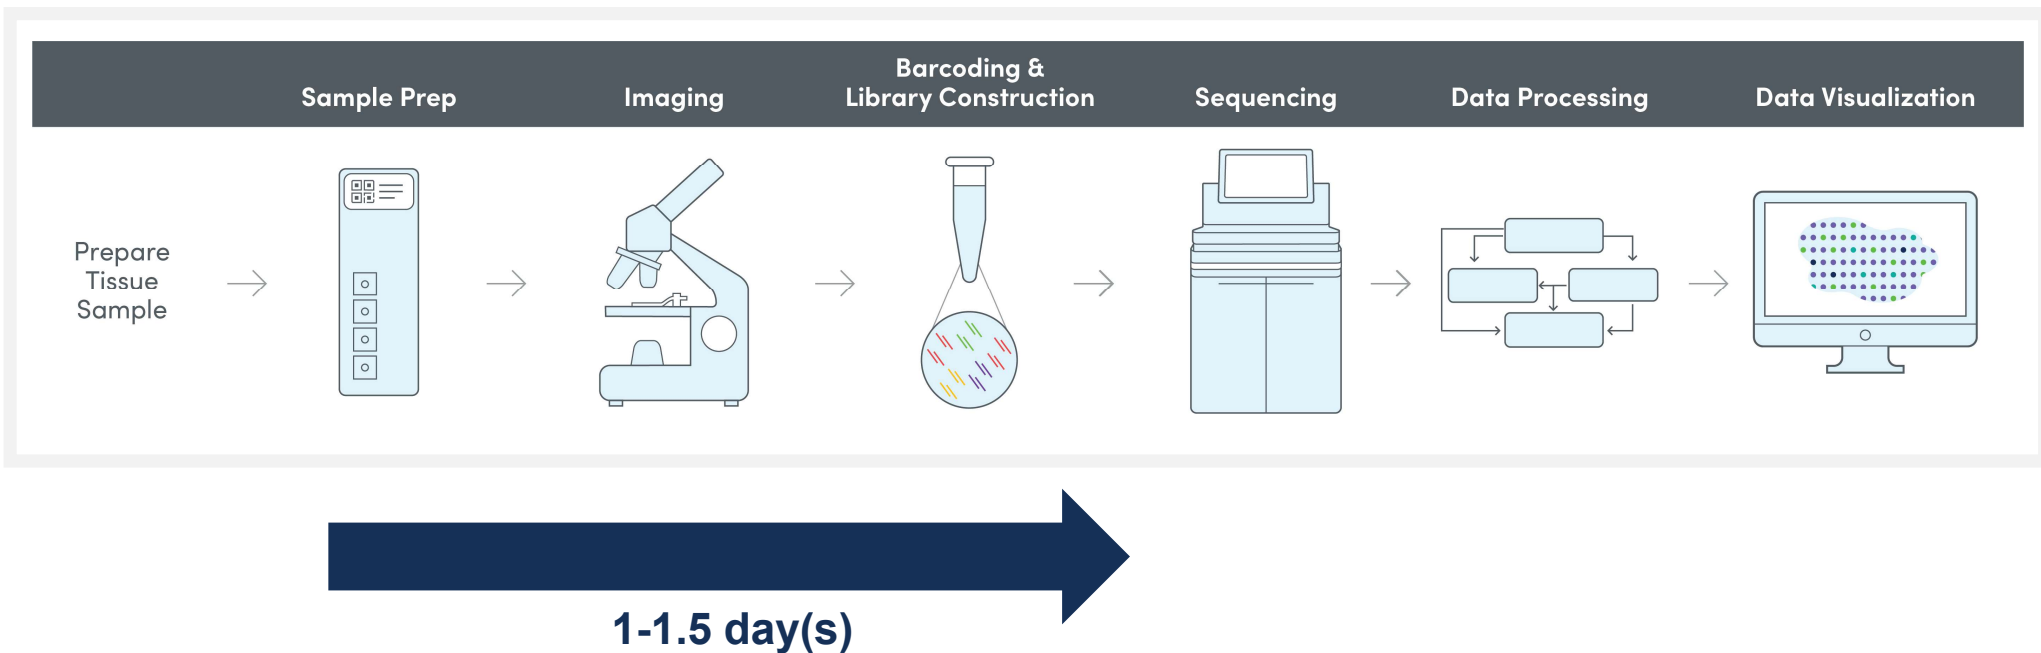 Sample Prep
Imaging
Barcoding &
Library Construction
Sequencing
Data Processing
Data Visualization
Prepare
Tissue
Sample
1-1.5 day(s)